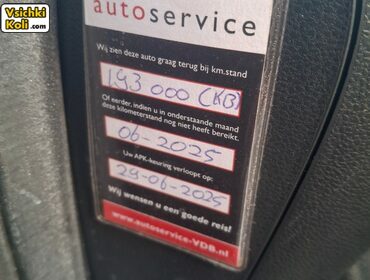 Vsichki
Koli.com
autoservice
Wij zien deze auto graag terug bij km.stand
193 000 (KB)
Of eerder, indien u in onderstaande maand
deze kilometerstand nog niet heeft bereikt.
06-2025
Uw APK-keuring verloopt op:
29-06-2025
Wij wensen u een goede reis!
www.autoservice-VDB.nl